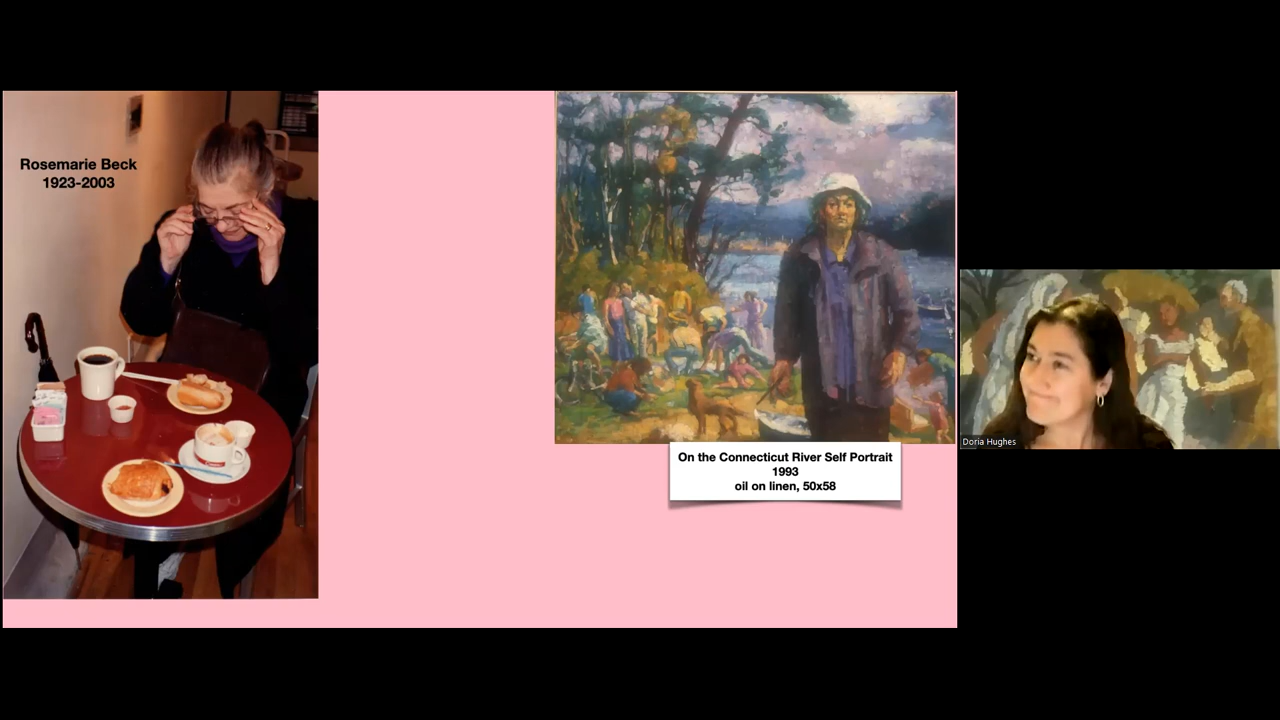 Rosemarie Beck
1923-2003
On the Connecticut River Self Portrait
1993
oil on linen, 50x58
Doria Hughes